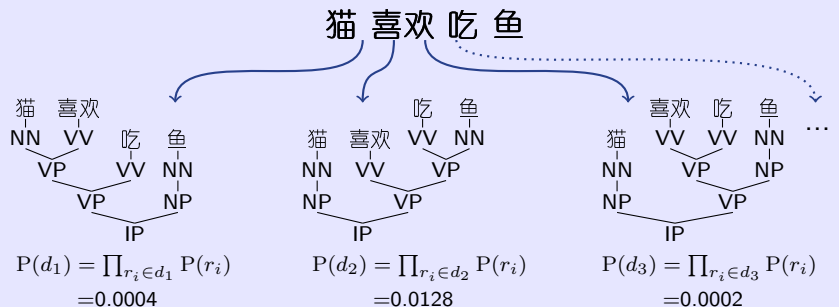 猫 喜欢 吃 鱼
猫 喜欢
NN VV 吃 鱼
VP VV NN
VP NP
IP
P(d₁) = ∏_{rᵢ∈d₁} P(rᵢ)
=0.0004
吃 鱼
猫 喜欢 VV NN
NN VV VP
NP VP
IP
P(d₂) = ∏_{rᵢ∈d₂} P(rᵢ)
=0.0128
喜欢 吃 鱼
猫 VV VV NN
NN VP NP
NP VP
IP
P(d₃) = ∏_{rᵢ∈d₃} P(rᵢ)
=0.0002
...